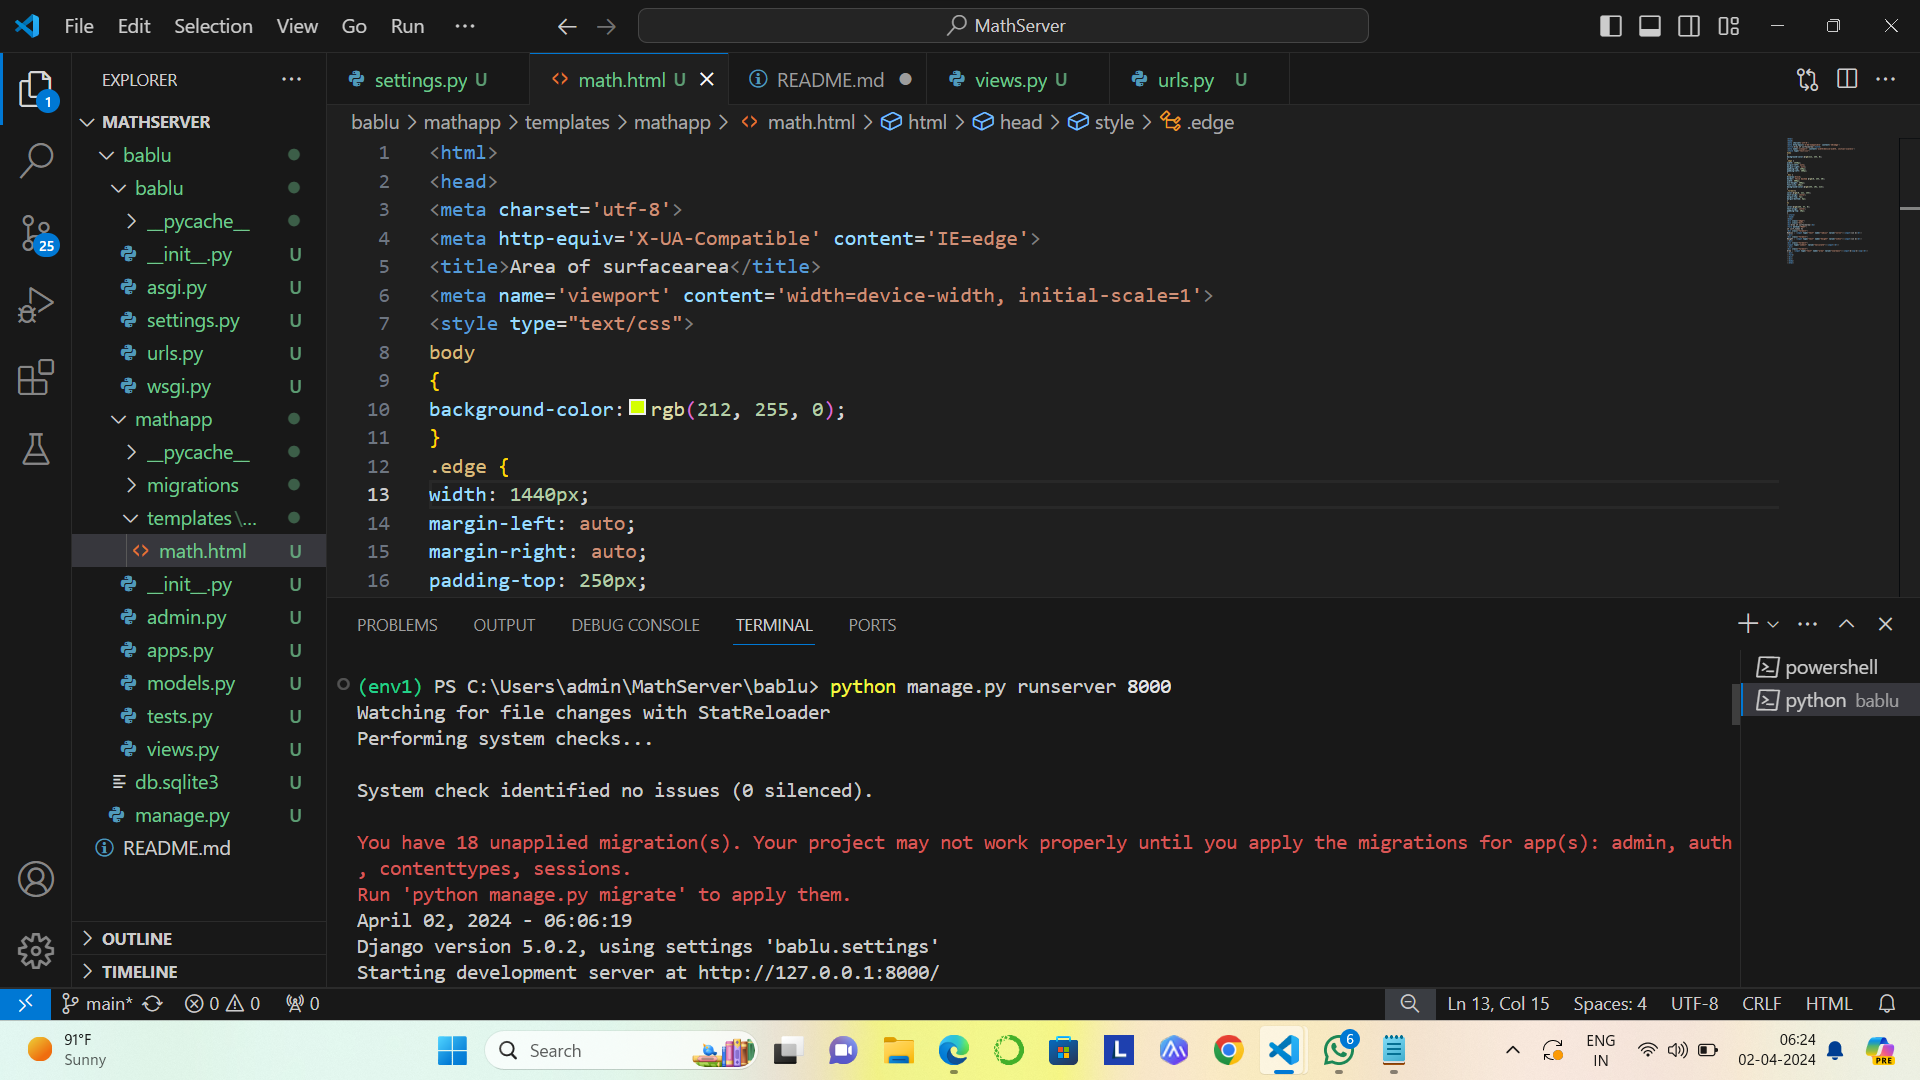 File Edit Selection View Go Run ··· MathServer
EXPLORER ···
settings.py U
math.html U
README.md
views.py U
urls.py U
MATHSERVER
bablu
bablu
__pycache__
__init__.py U
asgi.py U
settings.py U
urls.py U
wsgi.py U
mathapp
__pycache__
migrations
templates\...
math.html U
__init__.py U
admin.py U
apps.py U
models.py U
tests.py U
views.py U
db.sqlite3 U
manage.py U
README.md
OUTLINE
TIMELINE
1
25
bablu > mathapp > templates > mathapp > math.html > html > head > style > .edge
1 <html>
2 <head>
3 <meta charset='utf-8'>
4 <meta http-equiv='X-UA-Compatible' content='IE=edge'>
5 <title>Area of surfacearea</title>
6 <meta name='viewport' content='width=device-width, initial-scale=1'>
7 <style type="text/css">
8 body
9 {
10 background-color: rgb(212, 255, 0);
11 }
12 .edge {
13 width: 1440px;
14 margin-left: auto;
15 margin-right: auto;
16 padding-top: 250px;
PROBLEMS OUTPUT DEBUG CONSOLE TERMINAL PORTS
powershell
python bablu
(env1) PS C:\Users\admin\MathServer\bablu> python manage.py runserver 8000
Watching for file changes with StatReloader
Performing system checks...
System check identified no issues (0 silenced).
You have 18 unapplied migration(s). Your project may not work properly until you apply the migrations for app(s): admin, auth
, contenttypes, sessions.
Run 'python manage.py migrate' to apply them.
April 02, 2024 - 06:06:19
Django version 5.0.2, using settings 'bablu.settings'
Starting development server at http://127.0.0.1:8000/
main* 0 0 0 Ln 13, Col 15 Spaces: 4 UTF-8 CRLF HTML
91°F
Sunny
Search
L
6
ENG
IN
06:24
02-04-2024
PRE